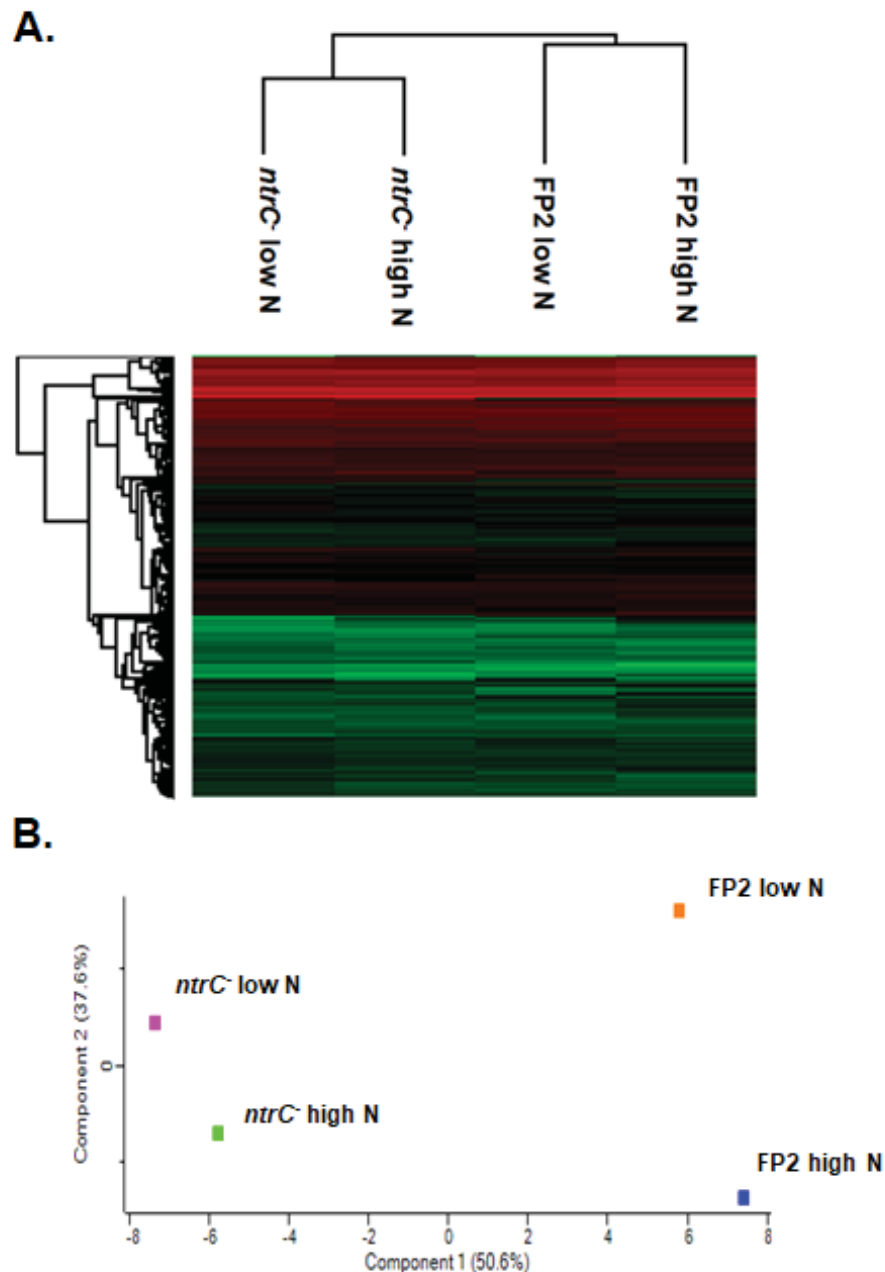 A.
ntrC- low N
ntrC- high N
FP2 low N
FP2 high N
B.
FP2 low N
ntrC- low N
ntrC- high N
FP2 high N
Component 2 (37.6%)
0
-8 -6 -4 -2 0 2 4 6 8
Component 1 (50.6%)